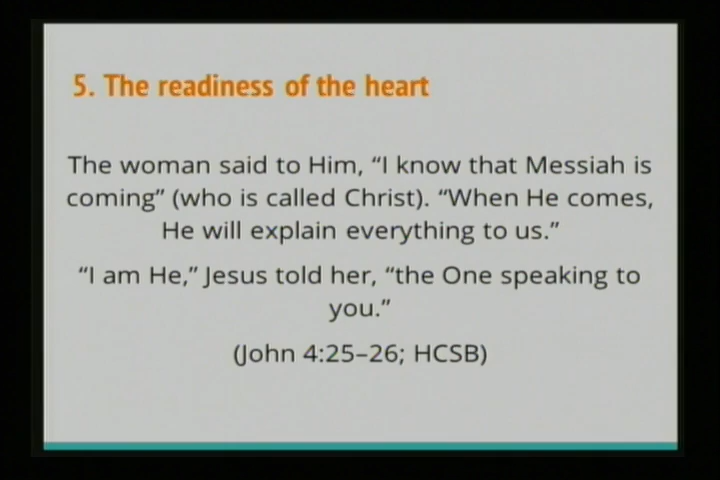 5. The readiness of the heart
The woman said to Him, “I know that Messiah is
coming” (who is called Christ). “When He comes,
He will explain everything to us.”
“I am He,” Jesus told her, “the One speaking to
you.”
(John 4:25–26; HCSB)